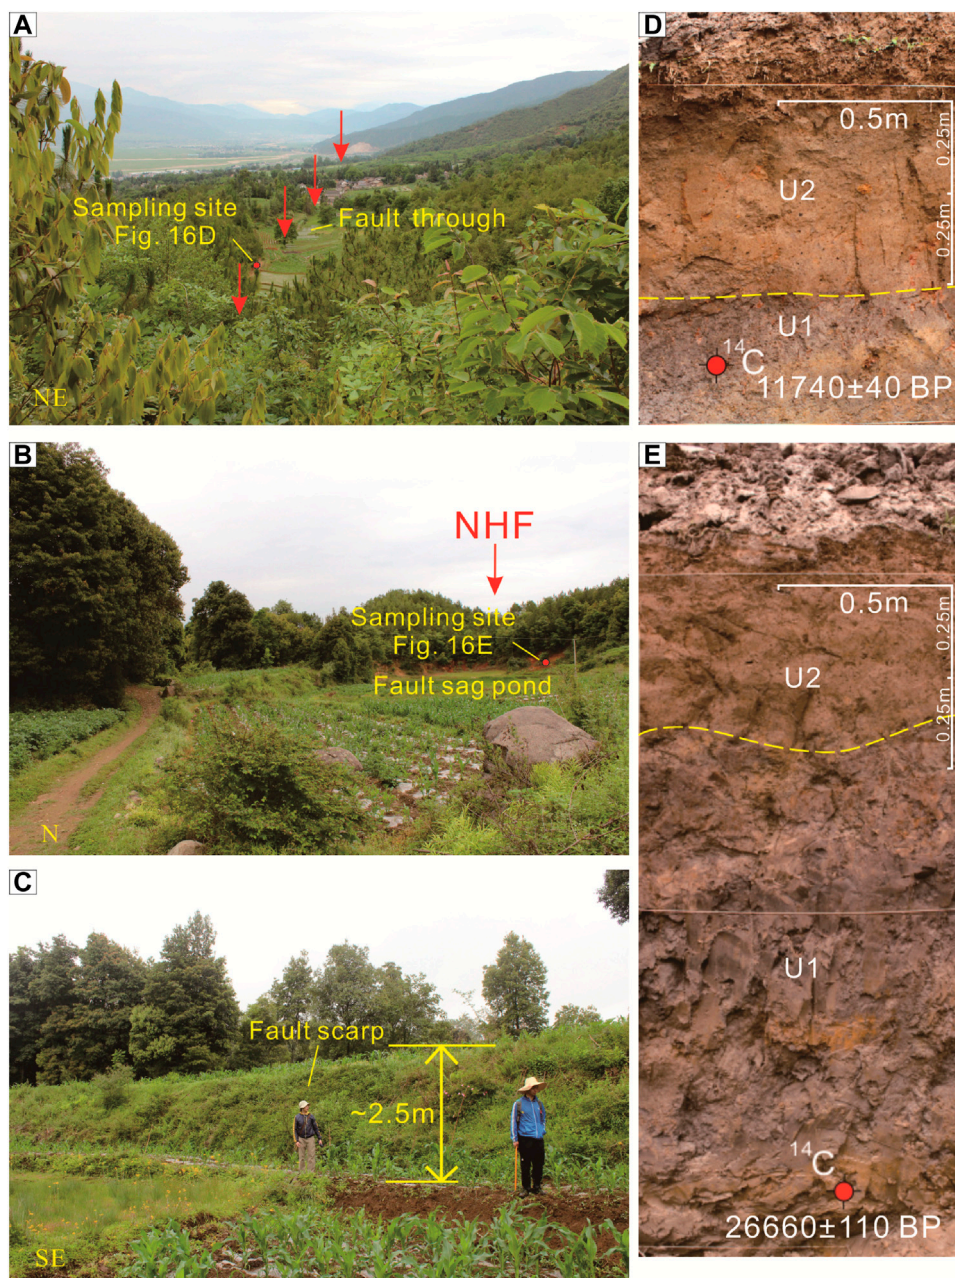 A
Sampling site
Fig. 16D
Fault through
NE
B
NHF
Sampling site
Fig. 16E
Fault sag pond
N
C
Fault scarp
~2.5m
SE
D
0.5m
0.25m
0.25m
U2
U1
14C
11740±40 BP
E
0.5m
0.25m
0.25m
U2
U1
14C
26660±110 BP